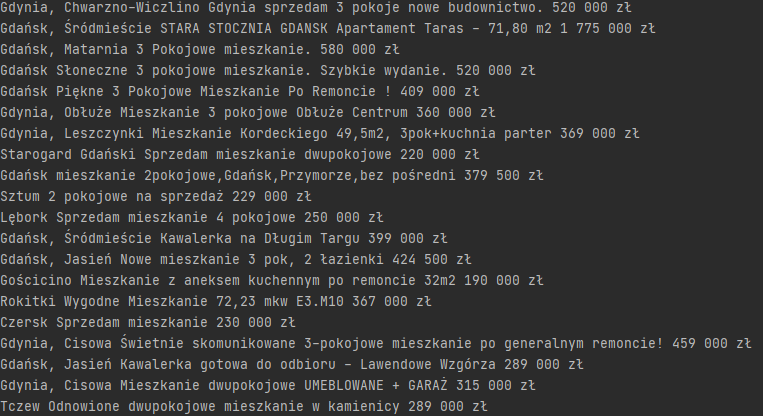 Gdynia, Chwarzno-Wiczlino Gdynia sprzedam 3 pokoje nowe budownictwo. 520 000 zł
Gdańsk, Śródmieście STARA STOCZNIA GDANSK Apartament Taras – 71,80 m2 1 775 000 zł
Gdańsk, Matarnia 3 Pokojowe mieszkanie. 580 000 zł
Gdańsk Słoneczne 3 pokojowe mieszkanie. Szybkie wydanie. 520 000 zł
Gdańsk Piękne 3 Pokojowe Mieszkanie Po Remoncie ! 409 000 zł
Gdynia, Obłuże Mieszkanie 3 pokojowe Obłuże Centrum 360 000 zł
Gdynia, Leszczynki Mieszkanie Kordeckiego 49,5m2, 3pok+kuchnia parter 369 000 zł
Starogard Gdański Sprzedam mieszkanie dwupokojowe 220 000 zł
Gdańsk mieszkanie 2pokojowe,Gdańsk,Przymorze,bez pośredni 379 500 zł
Sztum 2 pokojowe na sprzedaż 229 000 zł
Lębork Sprzedam mieszkanie 4 pokojowe 250 000 zł
Gdańsk, Śródmieście Kawalerka na Długim Targu 399 000 zł
Gdańsk, Jasień Nowe mieszkanie 3 pok, 2 łazienki 424 500 zł
Gościcino Mieszkanie z aneksem kuchennym po remoncie 32m2 190 000 zł
Rokitki Wygodne Mieszkanie 72,23 mkw E3.M10 367 000 zł
Czersk Sprzedam mieszkanie 230 000 zł
Gdynia, Cisowa Świetnie skomunikowane 3-pokojowe mieszkanie po generalnym remoncie! 459 000 zł
Gdańsk, Jasień Kawalerka gotowa do odbioru – Lawendowe Wzgórza 289 000 zł
Gdynia, Cisowa Mieszkanie dwupokojowe UMEBLOWANE + GARAŻ 315 000 zł
Tczew Odnowione dwupokojowe mieszkanie w kamienicy 289 000 zł